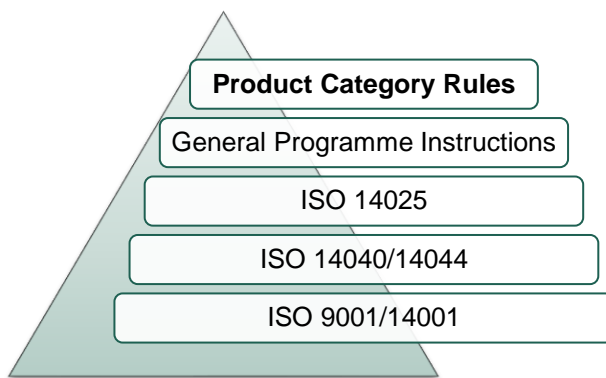 Product Category Rules
General Programme Instructions
ISO 14025
ISO 14040/14044
ISO 9001/14001